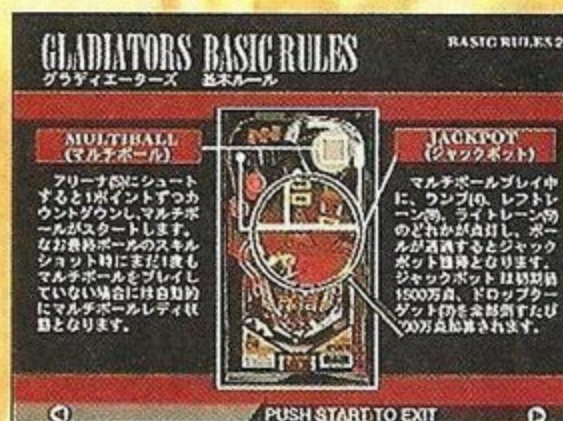 GLADIATORS BASIC RULES
グラディエーターズ 基本ルール
BASIC RULES 2
MULTIBALL
(マルチボール)
アリーナ(5)にシュート
すると1ポイントずつカ
ウントダウンし、マルチボ
ールがスタートします。
なお最終ボールのスキル
ショット時にまだ1度も
マルチボールをプレイし
ていない場合には自動的
にマルチボールレディ状
態となります。
JACKPOT
(ジャックポット)
マルチボールプレイ中
に、ランプ(4)、レフトレ
ーン、ライトレーン
のどれかが点灯し、ボー
ルが通過するとジャック
ポット獲得となります。
ジャックポットは初期値
1500万点、ドロップター
ゲット(7)を全部倒すたび
00万点加算されます。
PUSH START TO EXIT